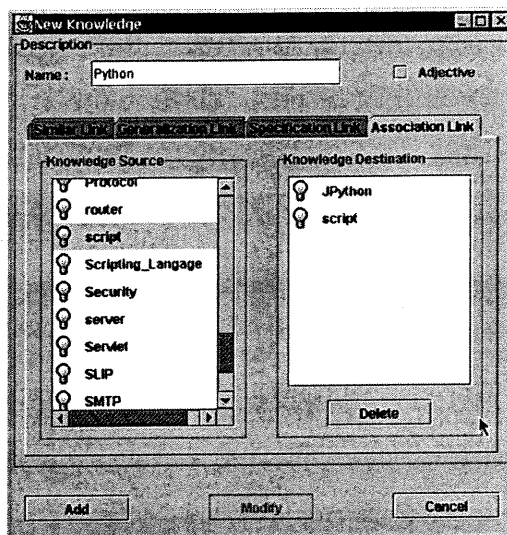 New Knowledge
Description
Name : Python Adjective
Similar Link Generalization Link Specification Link Association Link
Knowledge Source
Protocol
router
script
Scripting_Langage
Security
server
Servlet
SLIP
SMTP
Knowledge Destination
JPython
script
Delete
Add Modify Cancel